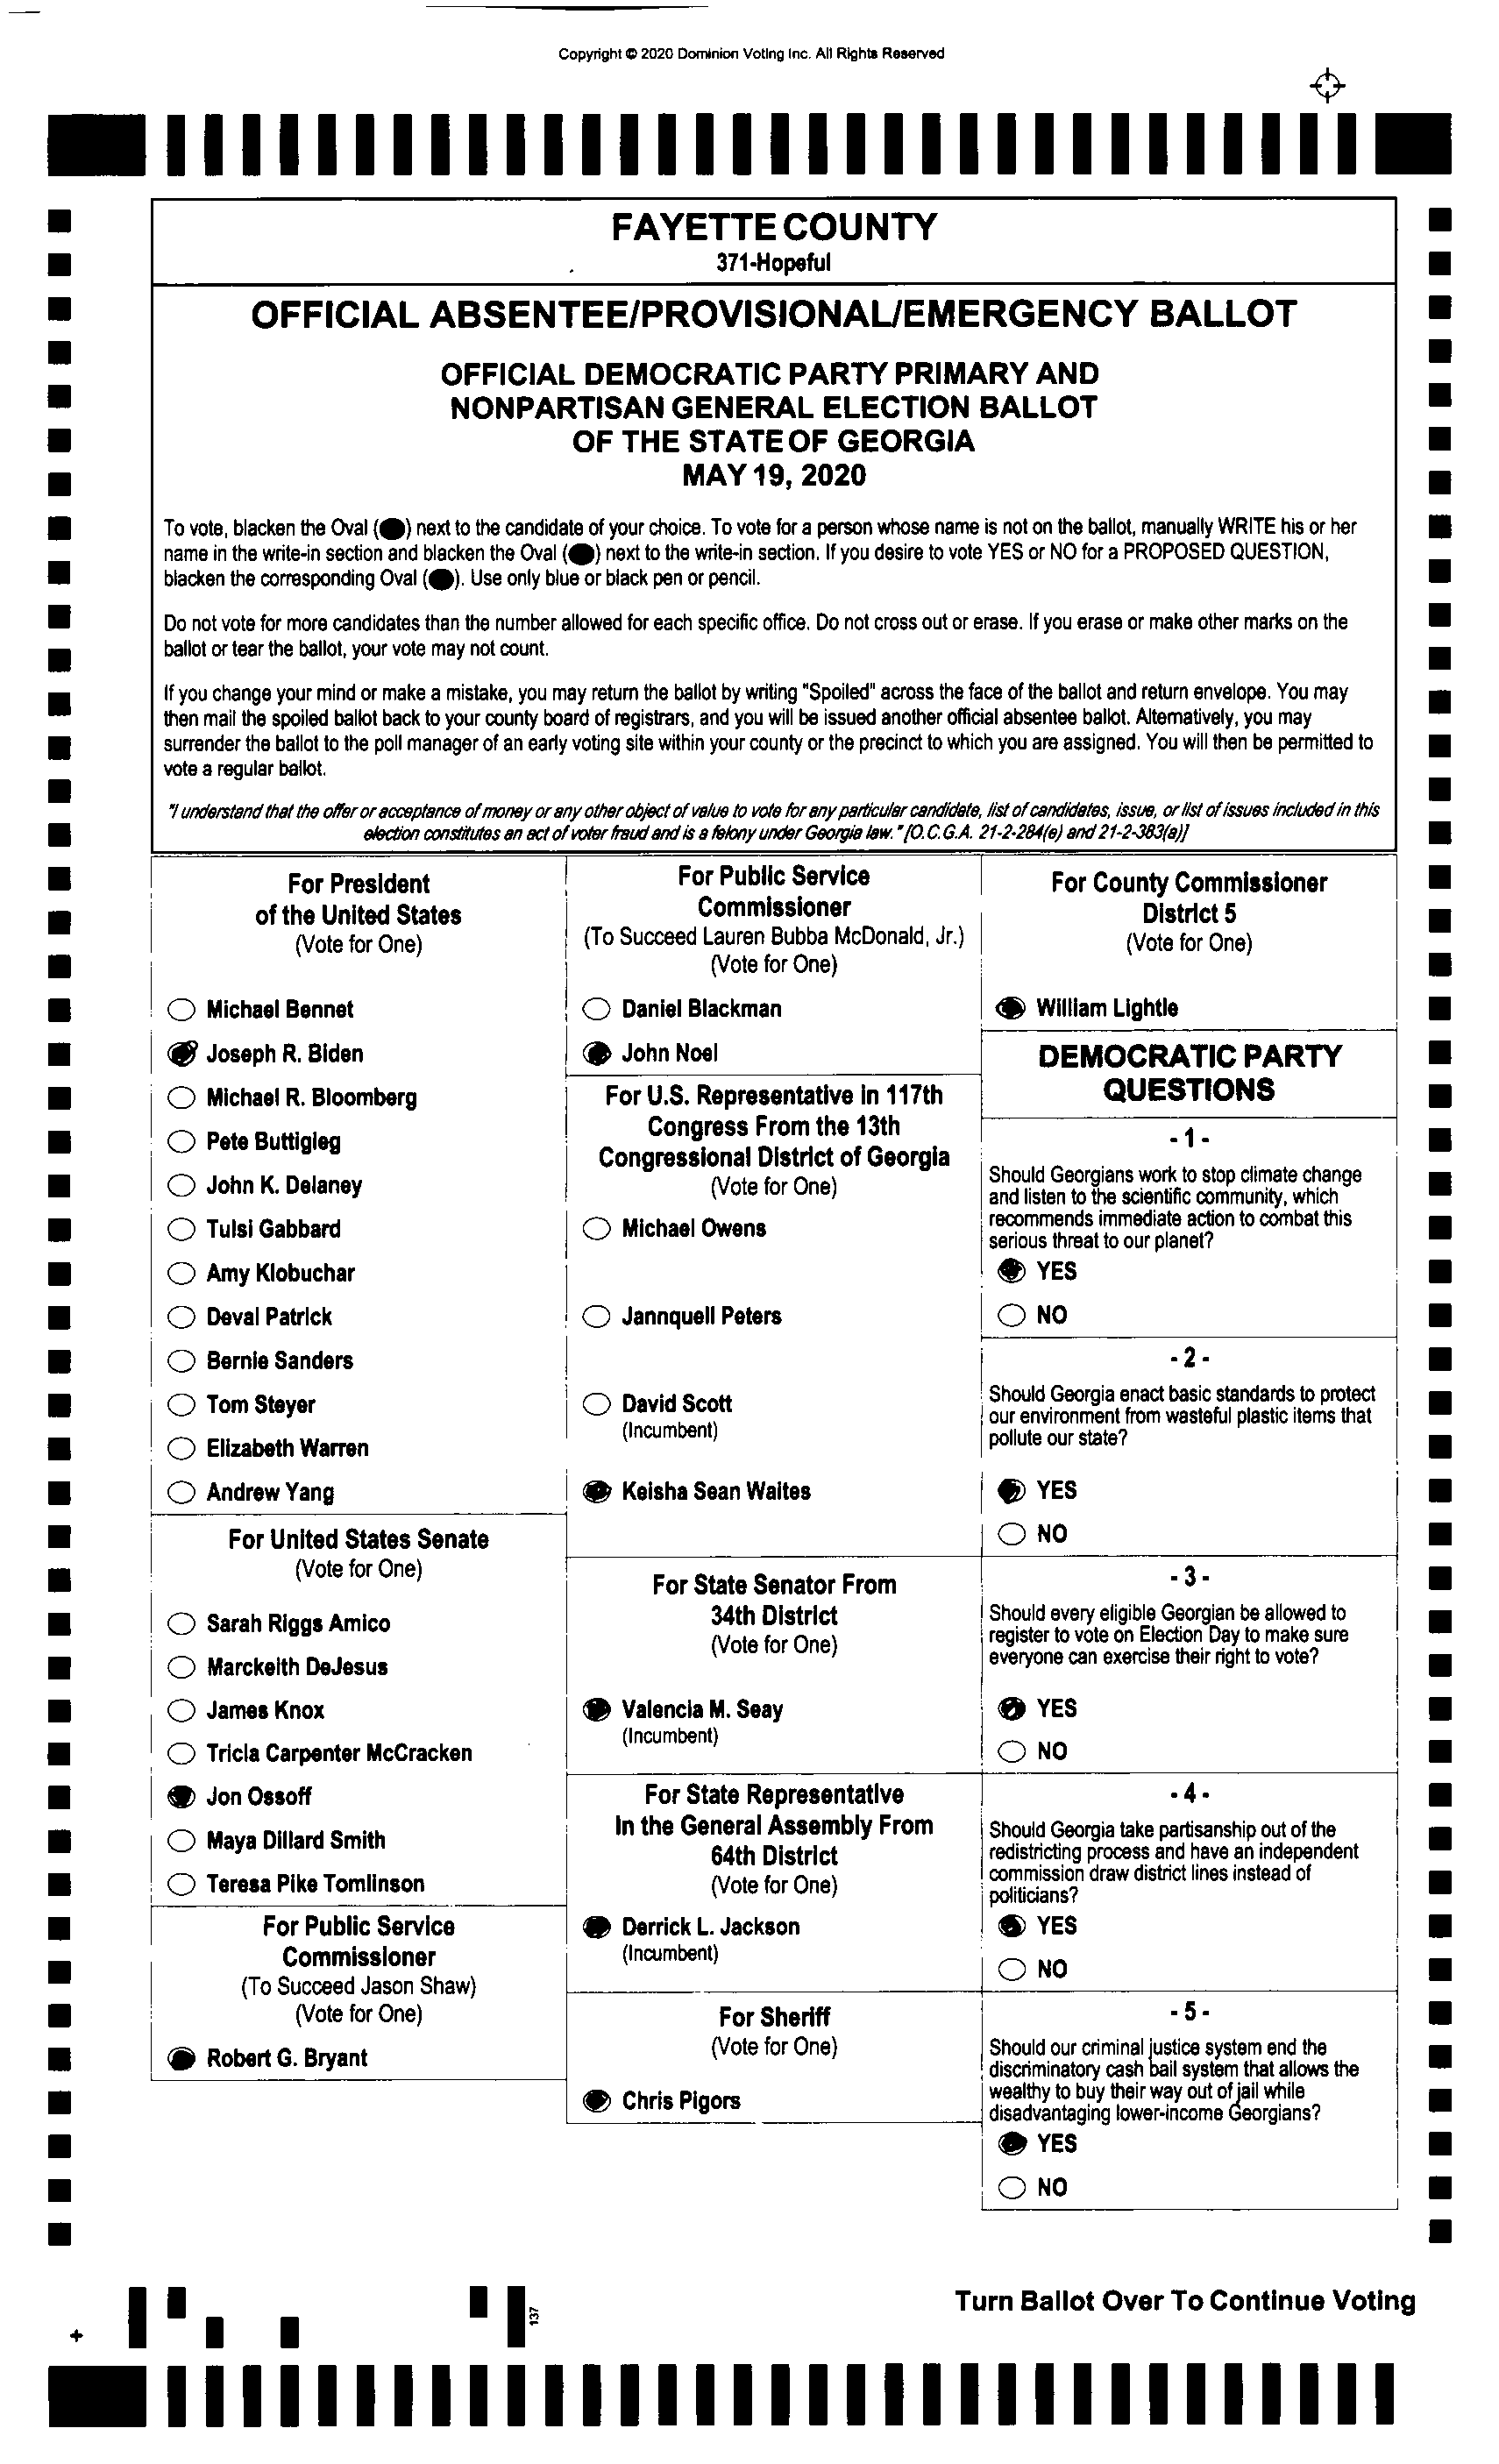 Copyright © 2020 Dominion Voting Inc. All Rights Reserved
FAYETTE COUNTY
371-Hopeful
OFFICIAL ABSENTEE/PROVISIONAL/EMERGENCY BALLOT
OFFICIAL DEMOCRATIC PARTY PRIMARY AND
NONPARTISAN GENERAL ELECTION BALLOT
OF THE STATE OF GEORGIA
MAY 19, 2020
To vote, blacken the Oval () next to the candidate of your choice. To vote for a person whose name is not on the ballot, manually WRITE his or her
name in the write-in section and blacken the Oval () next to the write-in section. If you desire to vote YES or NO for a PROPOSED QUESTION,
blacken the corresponding Oval (). Use only blue or black pen or pencil.
Do not vote for more candidates than the number allowed for each specific office. Do not cross out or erase. If you erase or make other marks on the
ballot or tear the ballot, your vote may not count.
If you change your mind or make a mistake, you may return the ballot by writing "Spoiled" across the face of the ballot and return envelope. You may
then mail the spoiled ballot back to your county board of registrars, and you will be issued another official absentee ballot. Alternatively, you may
surrender the ballot to the poll manager of an early voting site within your county or the precinct to which you are assigned. You will then be permitted to
vote a regular ballot.
"I understand that the offer or acceptance of money or any other object of value to vote for any particular candidate, list of candidates, issue, or list of issues included in this
election constitutes an act of voter fraud and is a felony under Georgia law." [O.C.G.A. 21-2-284(e) and 21-2-383(a)]
For President
of the United States
(Vote for One)
Michael Bennet
Joseph R. Biden
Michael R. Bloomberg
Pete Buttigieg
John K. Delaney
Tulsi Gabbard
Amy Klobuchar
Deval Patrick
Bernie Sanders
Tom Steyer
Elizabeth Warren
Andrew Yang
For United States Senate
(Vote for One)
Sarah Riggs Amico
Marckeith DeJesus
James Knox
Tricia Carpenter McCracken
Jon Ossoff
Maya Dillard Smith
Teresa Pike Tomlinson
For Public Service
Commissioner
(To Succeed Jason Shaw)
(Vote for One)
Robert G. Bryant
For Public Service
Commissioner
(To Succeed Lauren Bubba McDonald, Jr.)
(Vote for One)
Daniel Blackman
John Noel
For U.S. Representative in 117th
Congress From the 13th
Congressional District of Georgia
(Vote for One)
Michael Owens
Jannquell Peters
David Scott
(Incumbent)
Keisha Sean Waites
For State Senator From
34th District
(Vote for One)
Valencia M. Seay
(Incumbent)
For State Representative
In the General Assembly From
64th District
(Vote for One)
Derrick L. Jackson
(Incumbent)
For Sheriff
(Vote for One)
Chris Pigors
For County Commissioner
District 5
(Vote for One)
William Lightle
DEMOCRATIC PARTY
QUESTIONS
- 1 -
Should Georgians work to stop climate change
and listen to the scientific community, which
recommends immediate action to combat this
serious threat to our planet?
YES
NO
- 2 -
Should Georgia enact basic standards to protect
our environment from wasteful plastic items that
pollute our state?
YES
NO
- 3 -
Should every eligible Georgian be allowed to
register to vote on Election Day to make sure
everyone can exercise their right to vote?
YES
NO
- 4 -
Should Georgia take partisanship out of the
redistricting process and have an independent
commission draw district lines instead of
politicians?
YES
NO
- 5 -
Should our criminal justice system end the
discriminatory cash bail system that allows the
wealthy to buy their way out of jail while
disadvantaging lower-income Georgians?
YES
NO
Turn Ballot Over To Continue Voting
137